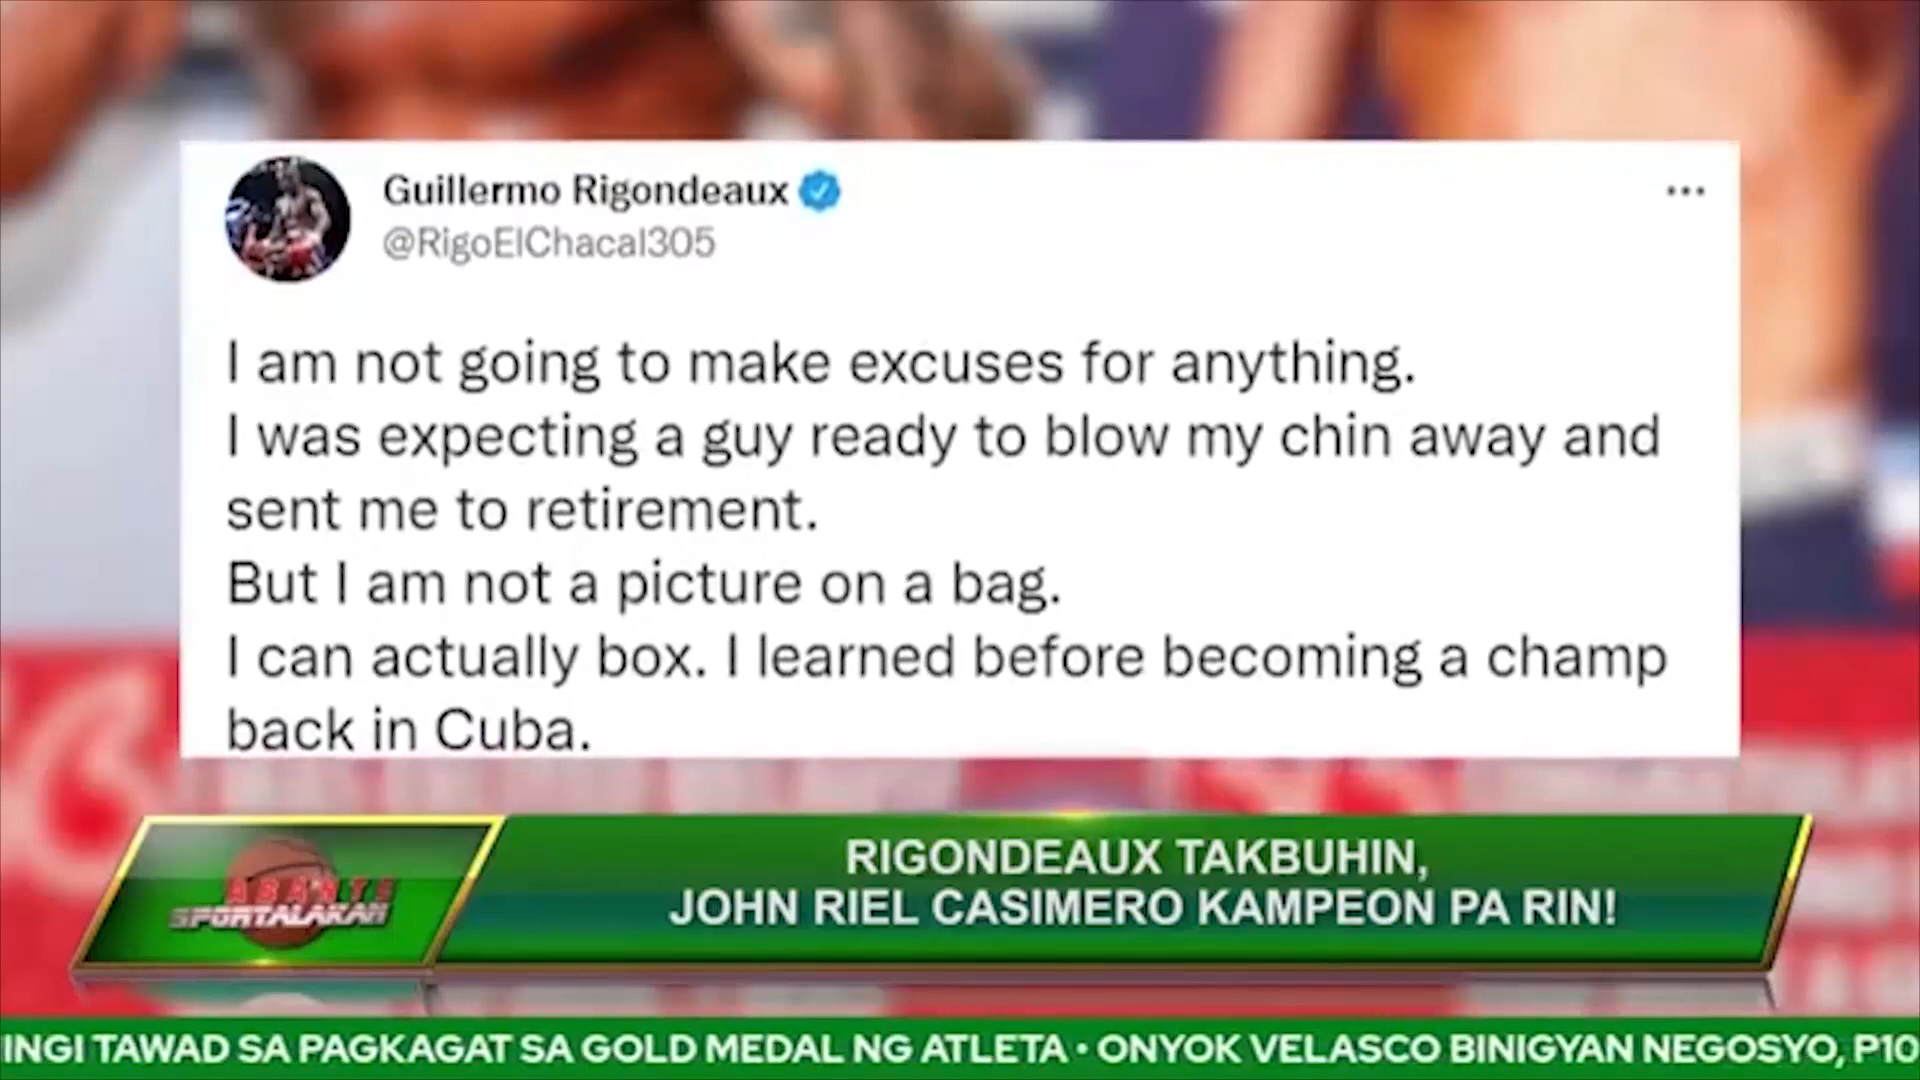 Guillermo Rigondeaux
@RigoElChacal305
I am not going to make excuses for anything.
I was expecting a guy ready to blow my chin away and
sent me to retirement.
But I am not a picture on a bag.
I can actually box. I learned before becoming a champ
back in Cuba.
ABANTE
SPORTALAKAN
RIGONDEAUX TAKBUHIN,
JOHN RIEL CASIMERO KAMPEON PA RIN!
INGI TAWAD SA PAGKAGAT SA GOLD MEDAL NG ATLETA • ONYOK VELASCO BINIGYAN NEGOSYO, P10